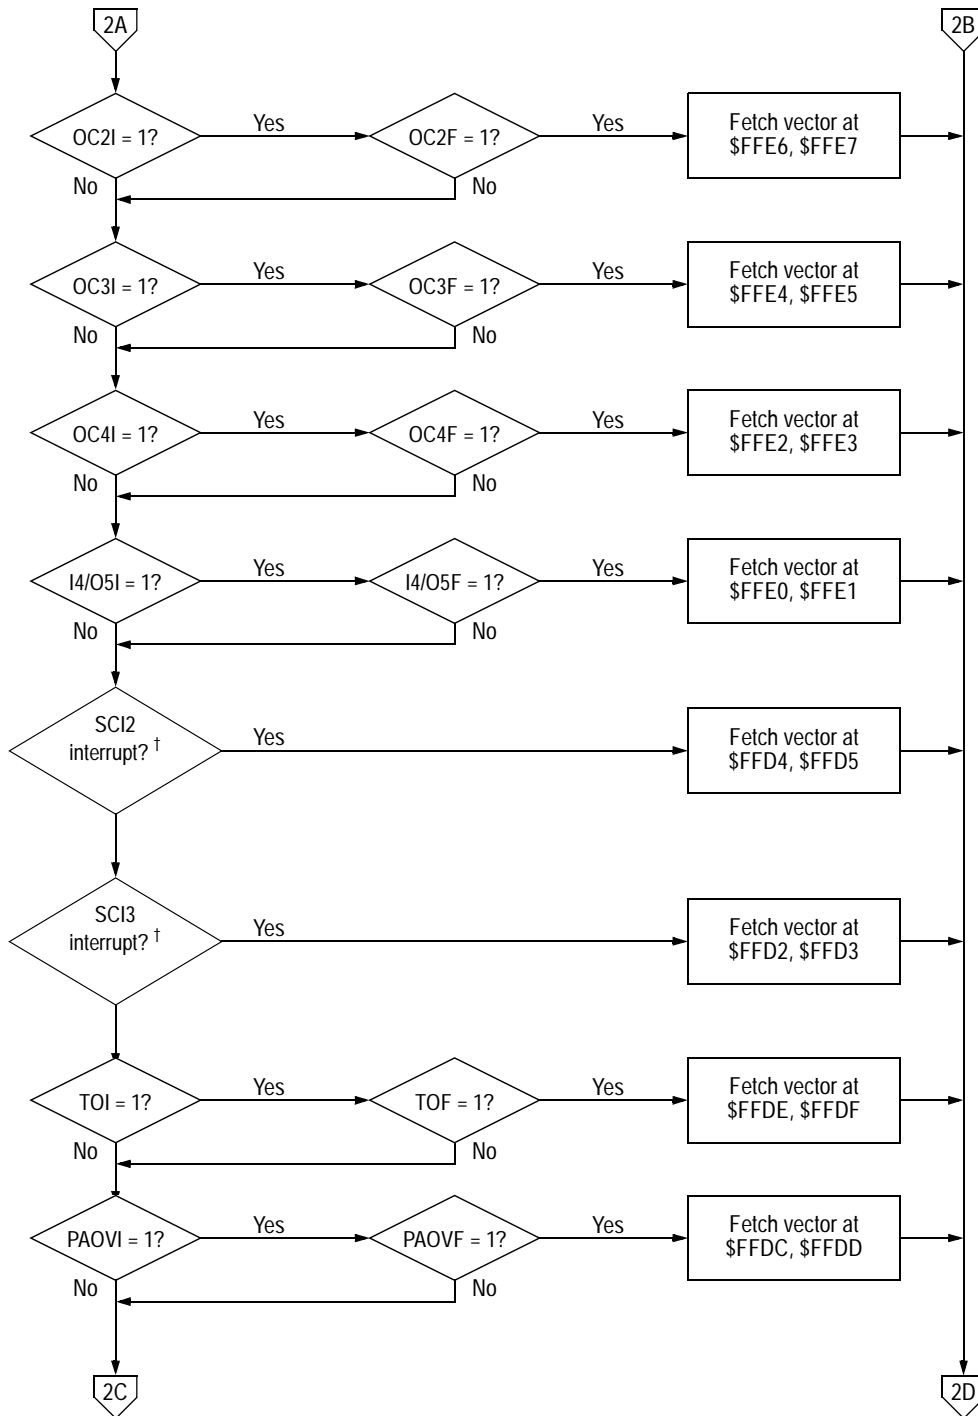 2A
2B
OC2I = 1?
Yes
OC2F = 1?
Yes
Fetch vector at
$FFE6, $FFE7
No
No
OC3I = 1?
Yes
OC3F = 1?
Yes
Fetch vector at
$FFE4, $FFE5
No
No
OC4I = 1?
Yes
OC4F = 1?
Yes
Fetch vector at
$FFE2, $FFE3
No
No
I4/O5I = 1?
Yes
I4/O5F = 1?
Yes
Fetch vector at
$FFE0, $FFE1
No
No
SCI2
interrupt? †
Yes
Fetch vector at
$FFD4, $FFD5
SCI3
interrupt? †
Yes
Fetch vector at
$FFD2, $FFD3
TOI = 1?
Yes
TOF = 1?
Yes
Fetch vector at
$FFDE, $FFDF
No
No
PAOVI = 1?
Yes
PAOVF = 1?
Yes
Fetch vector at
$FFDC, $FFDD
No
No
2C
2D